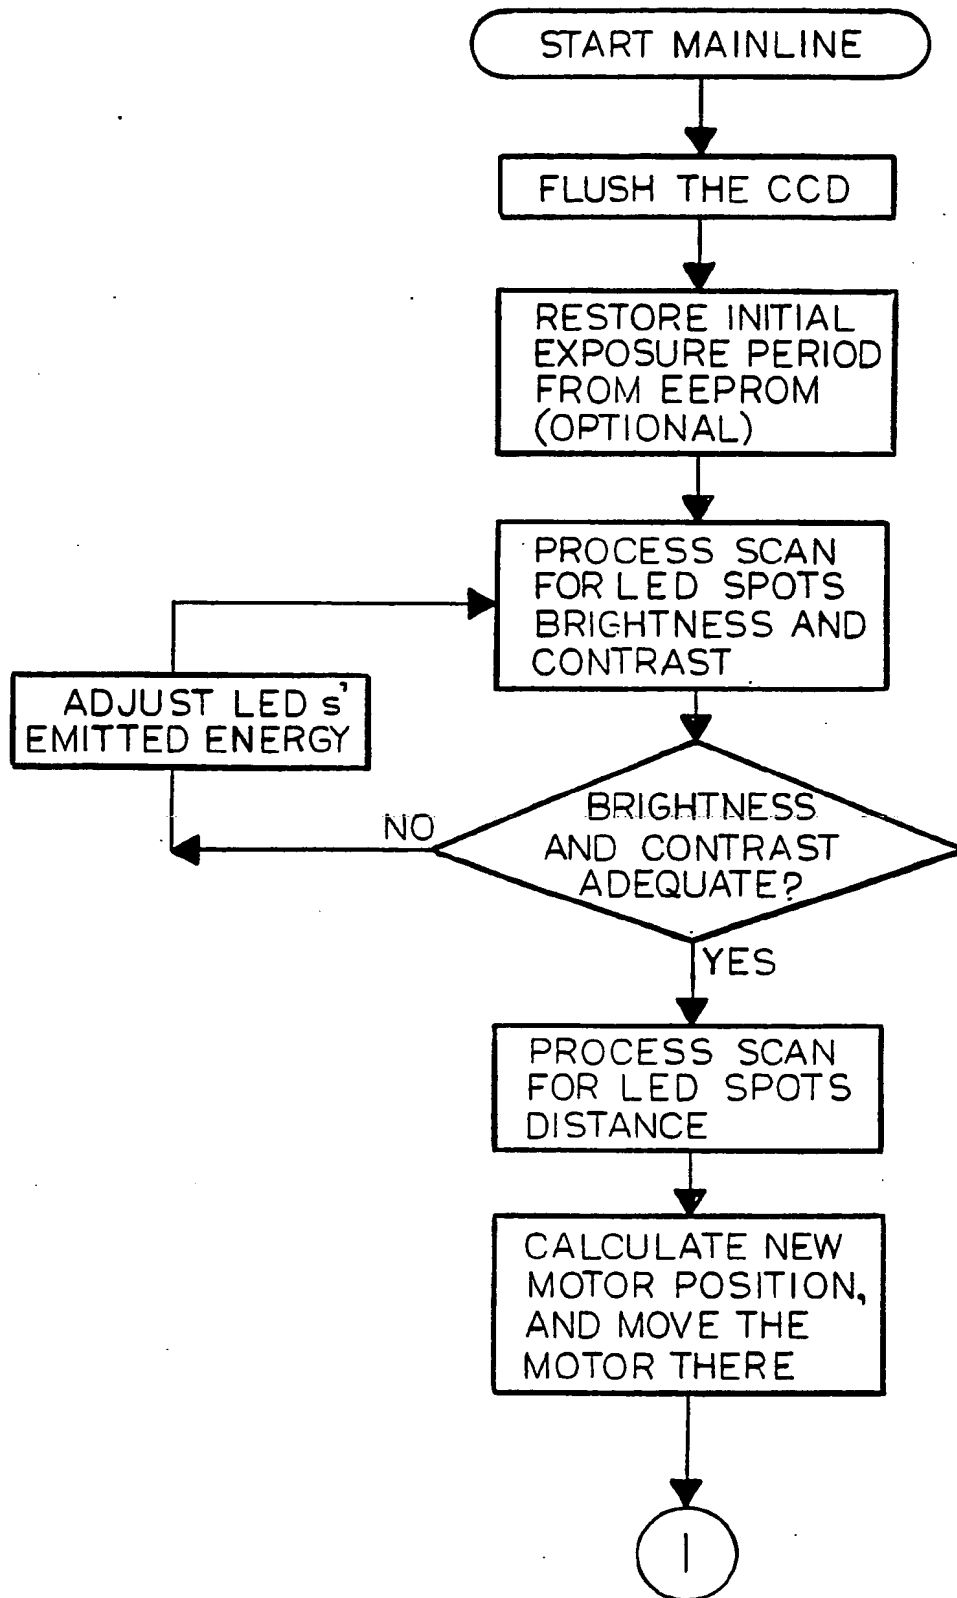 START MAINLINE
FLUSH THE CCD
RESTORE INITIAL
EXPOSURE PERIOD
FROM EEPROM
(OPTIONAL)
PROCESS SCAN
FOR LED SPOTS
BRIGHTNESS AND
CONTRAST
ADJUST LED s'
EMITTED ENERGY
BRIGHTNESS
AND CONTRAST
ADEQUATE?
NO
YES
PROCESS SCAN
FOR LED SPOTS
DISTANCE
CALCULATE NEW
MOTOR POSITION,
AND MOVE THE
MOTOR THERE
1